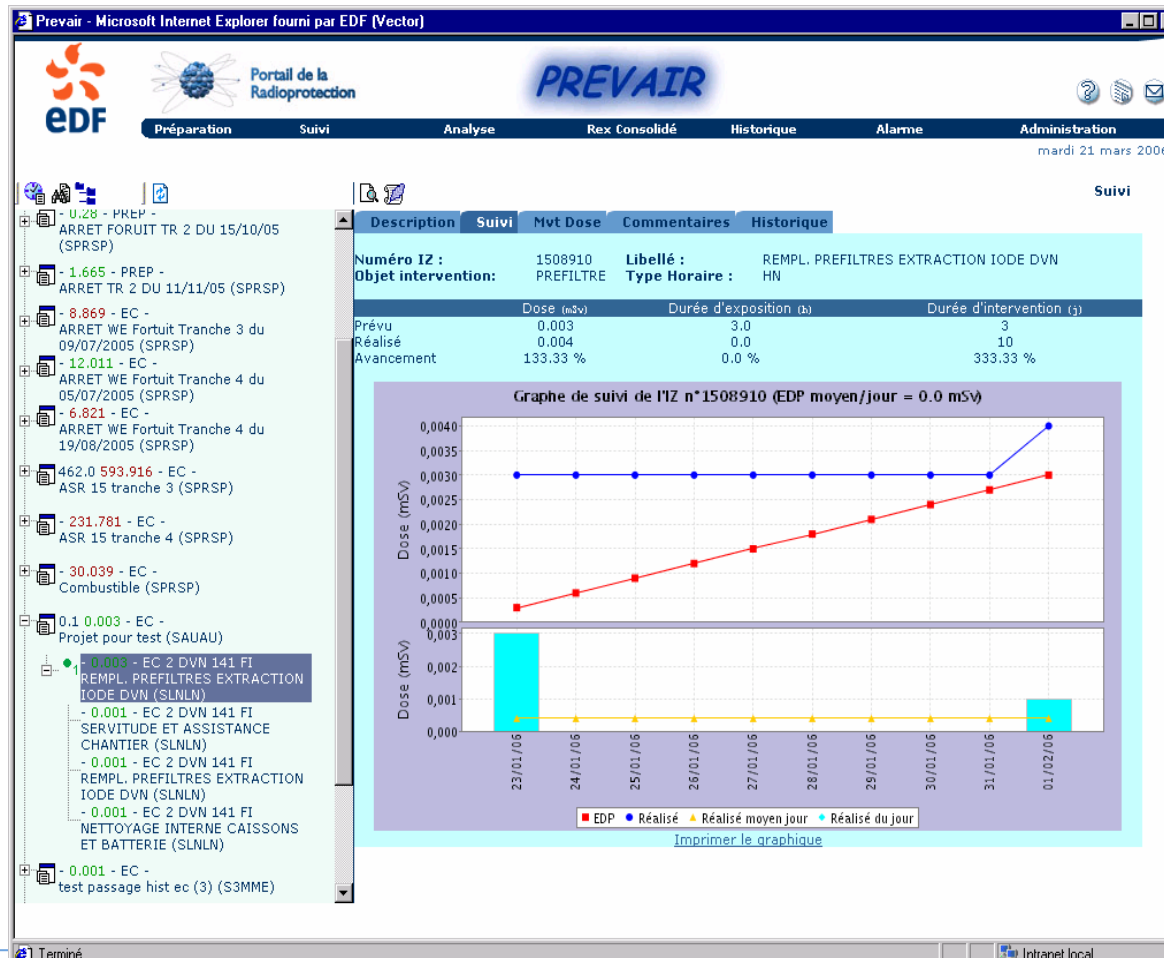 Prevair - Microsoft Internet Explorer fourni par EDF (Vector)
eDF
Portail de la
Radioprotection
PREVAIR
Préparation Suivi Analyse Rex Consolidé Historique Alarme Administration
mardi 21 mars 2006
Suivi
- 0.28 - PREP -
ARRET FORUIT TR 2 DU 15/10/05
(SPRSP)
- 1.665 - PREP -
ARRET TR 2 DU 11/11/05 (SPRSP)
- 8.869 - EC -
ARRET WE Fortuit Tranche 3 du
09/07/2005 (SPRSP)
- 12.011 - EC -
ARRET WE Fortuit Tranche 4 du
05/07/2005 (SPRSP)
- 6.821 - EC -
ARRET WE Fortuit Tranche 4 du
19/08/2005 (SPRSP)
462.0 593.916 - EC -
ASR 15 tranche 3 (SPRSP)
- 231.781 - EC -
ASR 15 tranche 4 (SPRSP)
- 30.039 - EC -
Combustible (SPRSP)
0.1 0.003 - EC -
Projet pour test (SAUAU)
1 - 0.003 - EC 2 DVN 141 FI
REMPL. PREFILTRES EXTRACTION
IODE DVN (SLNLN)
- 0.001 - EC 2 DVN 141 FI
SERVITUDE ET ASSISTANCE
CHANTIER (SLNLN)
- 0.001 - EC 2 DVN 141 FI
REMPL. PREFILTRES EXTRACTION
IODE DVN (SLNLN)
- 0.001 - EC 2 DVN 141 FI
NETTOYAGE INTERNE CAISSONS
ET BATTERIE (SLNLN)
- 0.001 - EC -
test passage hist ec (3) (S3MME)
Description Suivi Mvt Dose Commentaires Historique
Numéro IZ : 1508910 Libellé : REMPL. PREFILTRES EXTRACTION IODE DVN
Objet intervention: PREFILTRE Type Horaire : HN
Dose (mSv) Durée d'exposition (h) Durée d'intervention (j)
Prévu 0.003 3.0 3
Réalisé 0.004 0.0 10
Avancement 133.33 % 0.0 % 333.33 %
Graphe de suivi de l'IZ n°1508910 (EDP moyen/jour = 0.0 mSv)
Dose (mSv)
0,0040
0,0035
0,0030
0,0025
0,0020
0,0015
0,0010
0,0005
0,0000
Dose (mSv)
0,003
0,002
0,001
0,000
23/01/06 24/01/06 25/01/06 26/01/06 27/01/06 28/01/06 29/01/06 30/01/06 31/01/06 01/02/06
EDP Réalisé Réalisé moyen jour Réalisé du jour
Imprimer le graphique
Terminé
Intranet local